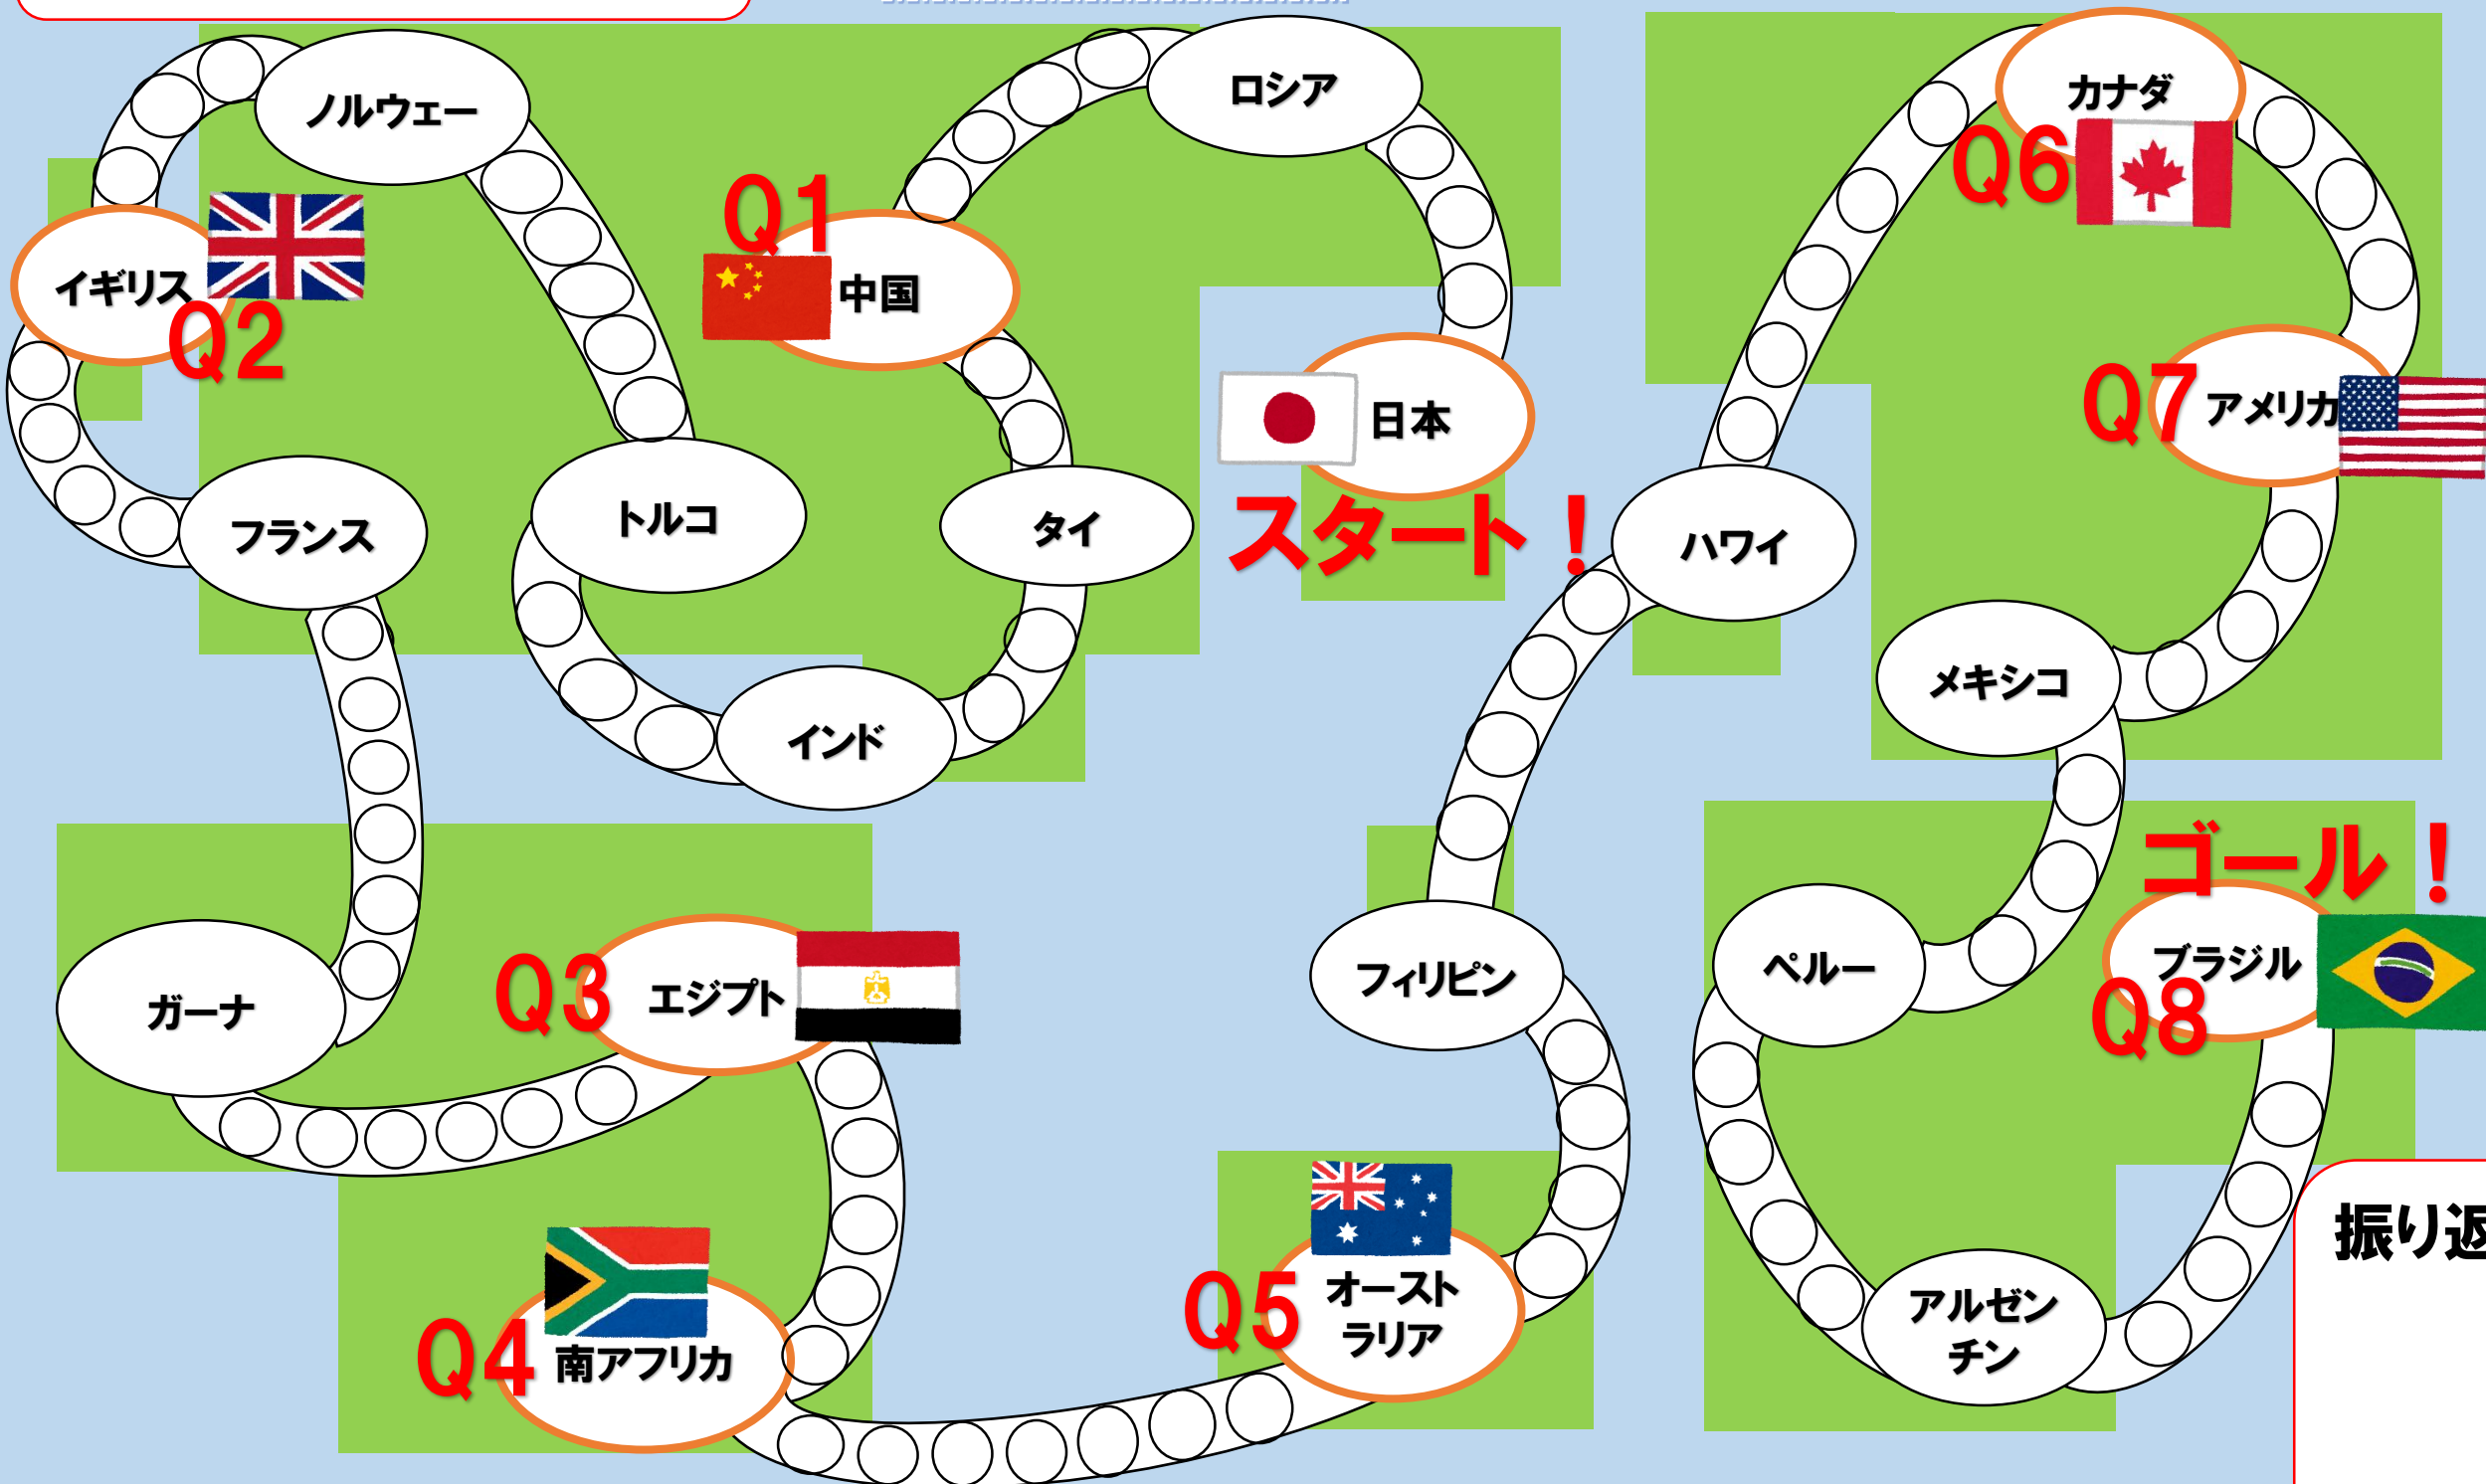 ノルウェー
ロシア
カナダ
Q6
Q1
イギリス
Q2
中国
日本
スタート！
Q7
アメリカ
フランス
トルコ
タイ
ハワイ
メキシコ
インド
ゴール！
ガーナ
Q3
エジプト
フィリピン
ペルー
ブラジル
Q8
振り返
Q4
南アフリカ
Q5
オースト
ラリア
アルゼン
チン